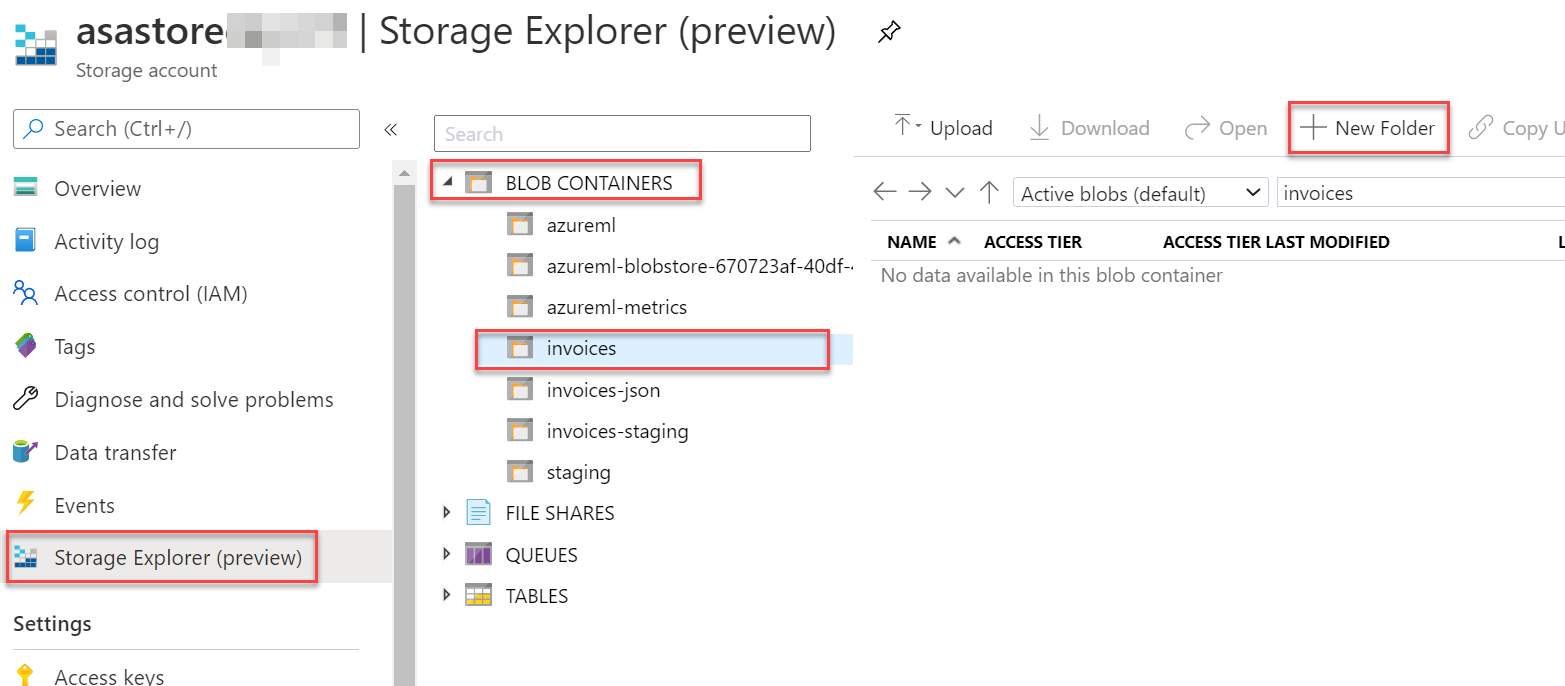 asastore | Storage Explorer (preview)
Storage account
Search (Ctrl+/)
«
Overview
Activity log
Access control (IAM)
Tags
Diagnose and solve problems
Data transfer
Events
Storage Explorer (preview)
Settings
Access keys
Search
BLOB CONTAINERS
azureml
azureml-blobstore-670723af-40df-
azureml-metrics
invoices
invoices-json
invoices-staging
staging
FILE SHARES
QUEUES
TABLES
Upload Download Open New Folder Copy U
Active blobs (default) invoices
NAME ACCESS TIER ACCESS TIER LAST MODIFIED L
No data available in this blob container